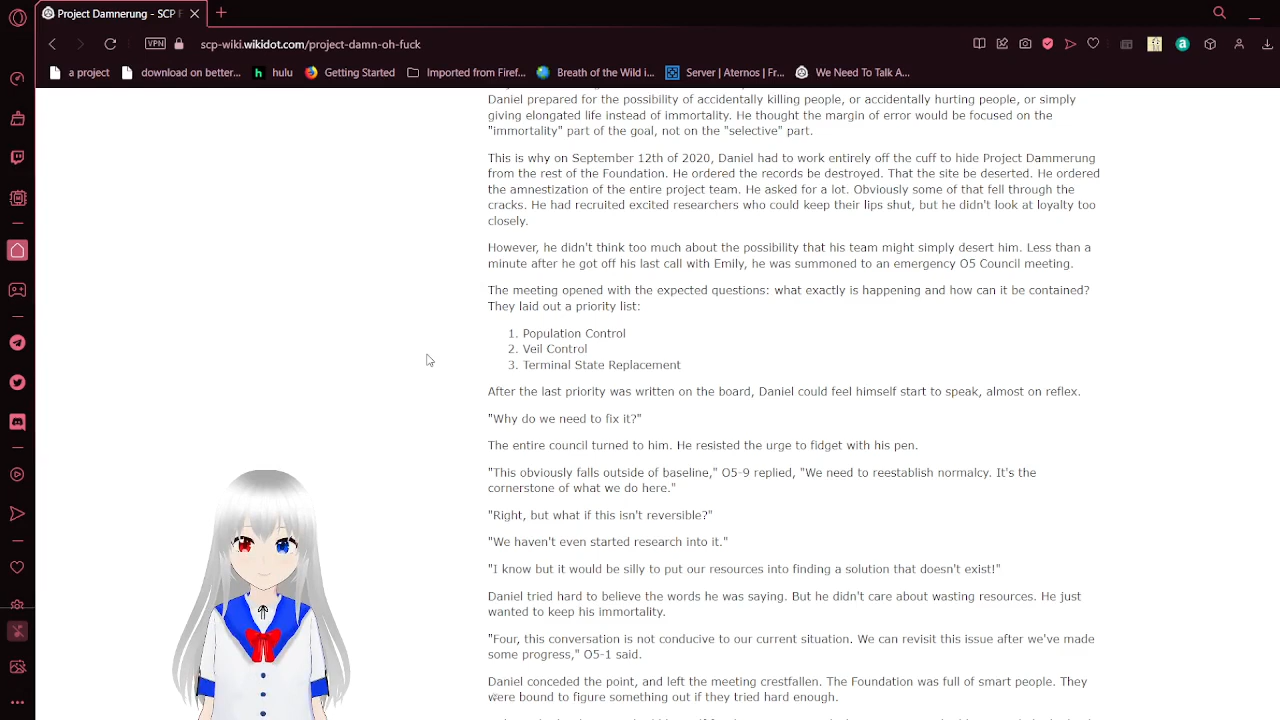 Project Damnerung - SCP F
scp-wiki.wikidot.com/project-damn-oh-fuck
VPN
a project
download on better...
hulu
Getting Started
Imported from Firef...
Breath of the Wild i...
Server | Aternos | Fr...
We Need To Talk A...
Daniel prepared for the possibility of accidentally killing people, or accidentally hurting people, or simply
giving elongated life instead of immortality. He thought the margin of error would be focused on the
"immortality" part of the goal, not on the "selective" part.
This is why on September 12th of 2020, Daniel had to work entirely off the cuff to hide Project Dammerung
from the rest of the Foundation. He ordered the records be destroyed. That the site be deserted. He ordered
the amnestization of the entire project team. He asked for a lot. Obviously some of that fell through the
cracks. He had recruited excited researchers who could keep their lips shut, but he didn't look at loyalty too
closely.
However, he didn't think too much about the possibility that his team might simply desert him. Less than a
minute after he got off his last call with Emily, he was summoned to an emergency O5 Council meeting.
The meeting opened with the expected questions: what exactly is happening and how can it be contained?
They laid out a priority list:
1. Population Control
2. Veil Control
3. Terminal State Replacement
After the last priority was written on the board, Daniel could feel himself start to speak, almost on reflex.
"Why do we need to fix it?"
The entire council turned to him. He resisted the urge to fidget with his pen.
"This obviously falls outside of baseline," O5-9 replied, "We need to reestablish normalcy. It's the
cornerstone of what we do here."
"Right, but what if this isn't reversible?"
"We haven't even started research into it."
"I know but it would be silly to put our resources into finding a solution that doesn't exist!"
Daniel tried hard to believe the words he was saying. But he didn't care about wasting resources. He just
wanted to keep his immortality.
"Four, this conversation is not conducive to our current situation. We can revisit this issue after we've made
some progress," O5-1 said.
Daniel conceded the point, and left the meeting crestfallen. The Foundation was full of smart people. They
were bound to figure something out if they tried hard enough.